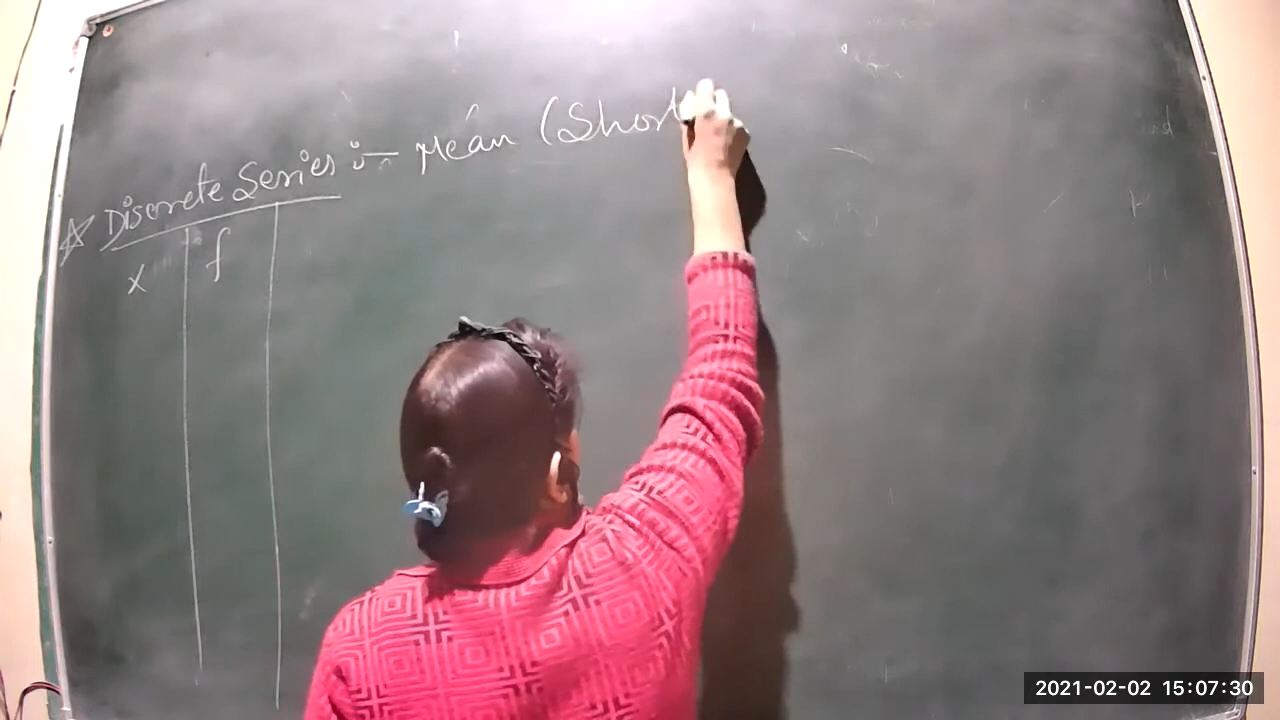 ☆ Discrete Series :- Mean (Short
x f
2021-02-02 15:07:30